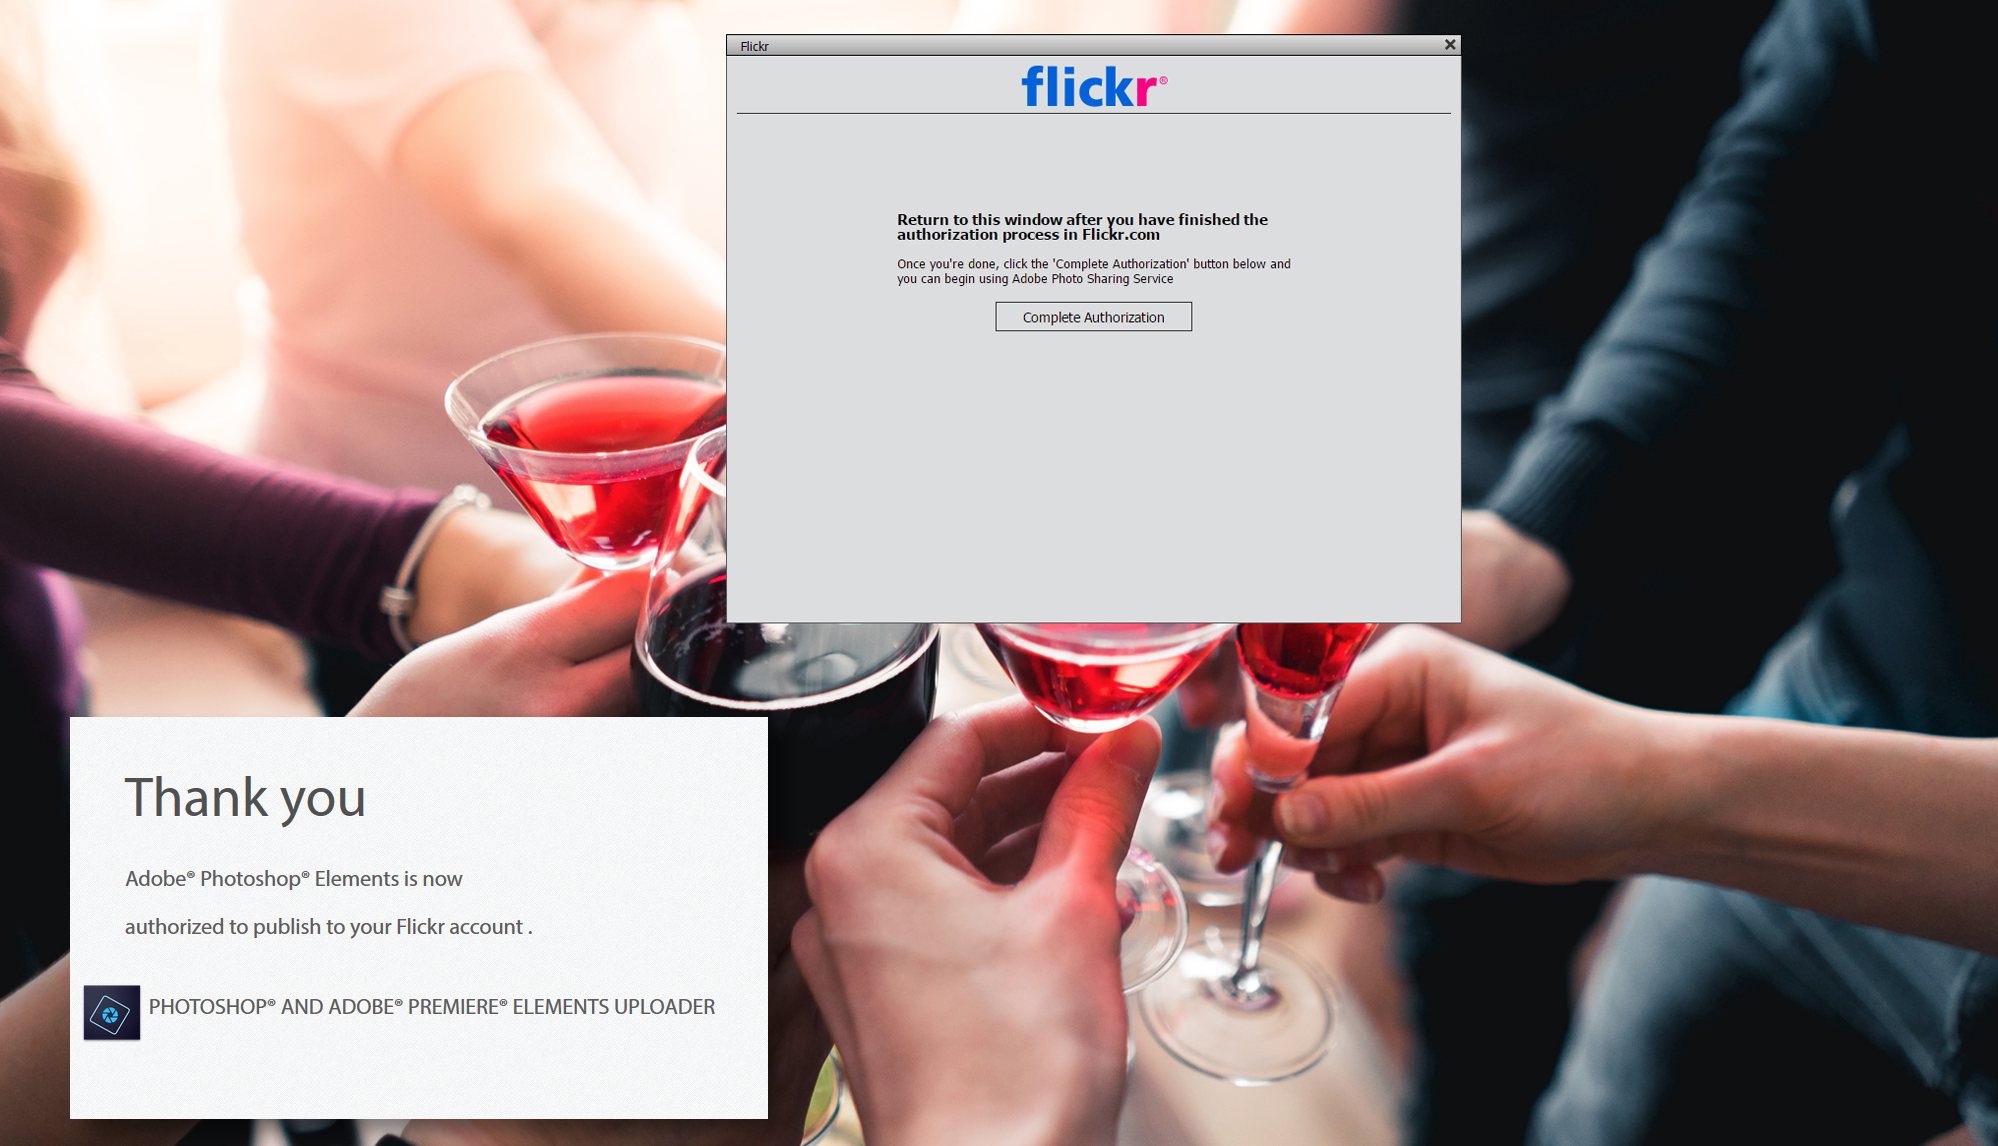 Flickr
flickr®
Return to this window after you have finished the
authorization process in Flickr.com
Once you're done, click the 'Complete Authorization' button below and
you can begin using Adobe Photo Sharing Service
Complete Authorization
Thank you
Adobe® Photoshop® Elements is now
authorized to publish to your Flickr account .
PHOTOSHOP® AND ADOBE® PREMIERE® ELEMENTS UPLOADER